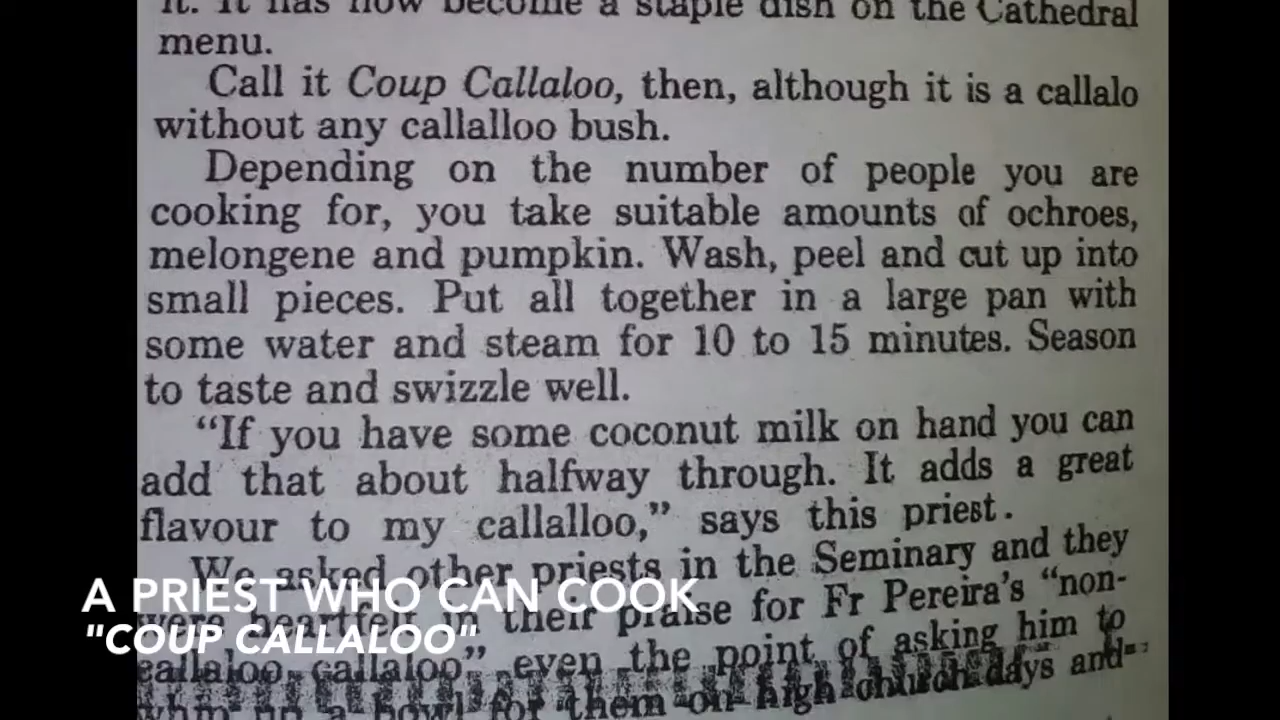 it. It has now become a staple dish on the Cathedral
menu.
Call it Coup Callaloo, then, although it is a callalo
without any callalloo bush.
Depending on the number of people you are
cooking for, you take suitable amounts of ochroes,
melongene and pumpkin. Wash, peel and cut up into
small pieces. Put all together in a large pan with
some water and steam for 10 to 15 minutes. Season
to taste and swizzle well.
“If you have some coconut milk on hand you can
add that about halfway through. It adds a great
flavour to my callalloo,” says this priest.
We asked other priests in the Seminary and they
were heartfelt in their praise for Fr Pereira's “non-
callaloo callaloo” even the point of asking him to
whip up a bowl for them on high church days and
A PRIEST WHO CAN COOK
"COUP CALLALOO"